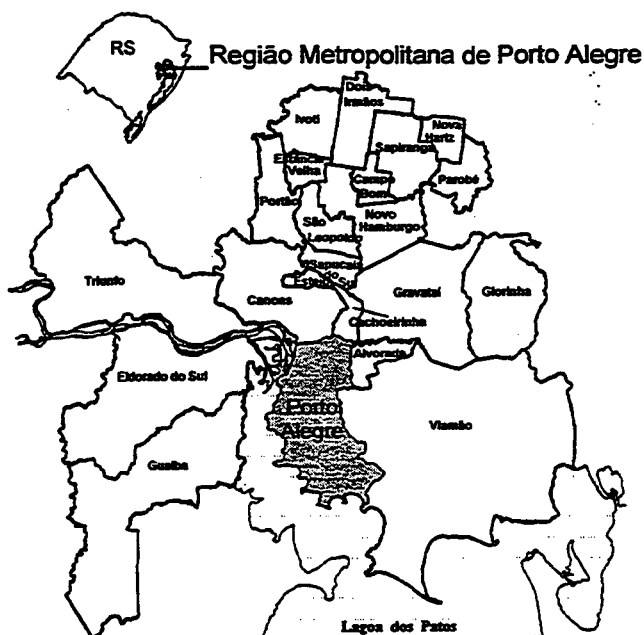 RS
Região Metropolitana de Porto Alegre
Dois
Irmãos
Ivoti
Nova
Hartz
Sapiranga
Estância
Velha
Campo
Bom
Parobé
Portão
São
Leopoldo
Novo
Hamburgo
Sapucaia
do
Sul
Esteio
Triunfo
Canoas
Gravataí
Glorinha
Cachoeirinha
Alvorada
Eldorado do Sul
Porto
Alegre
Viamão
Guaíba
Lagoa dos Patos